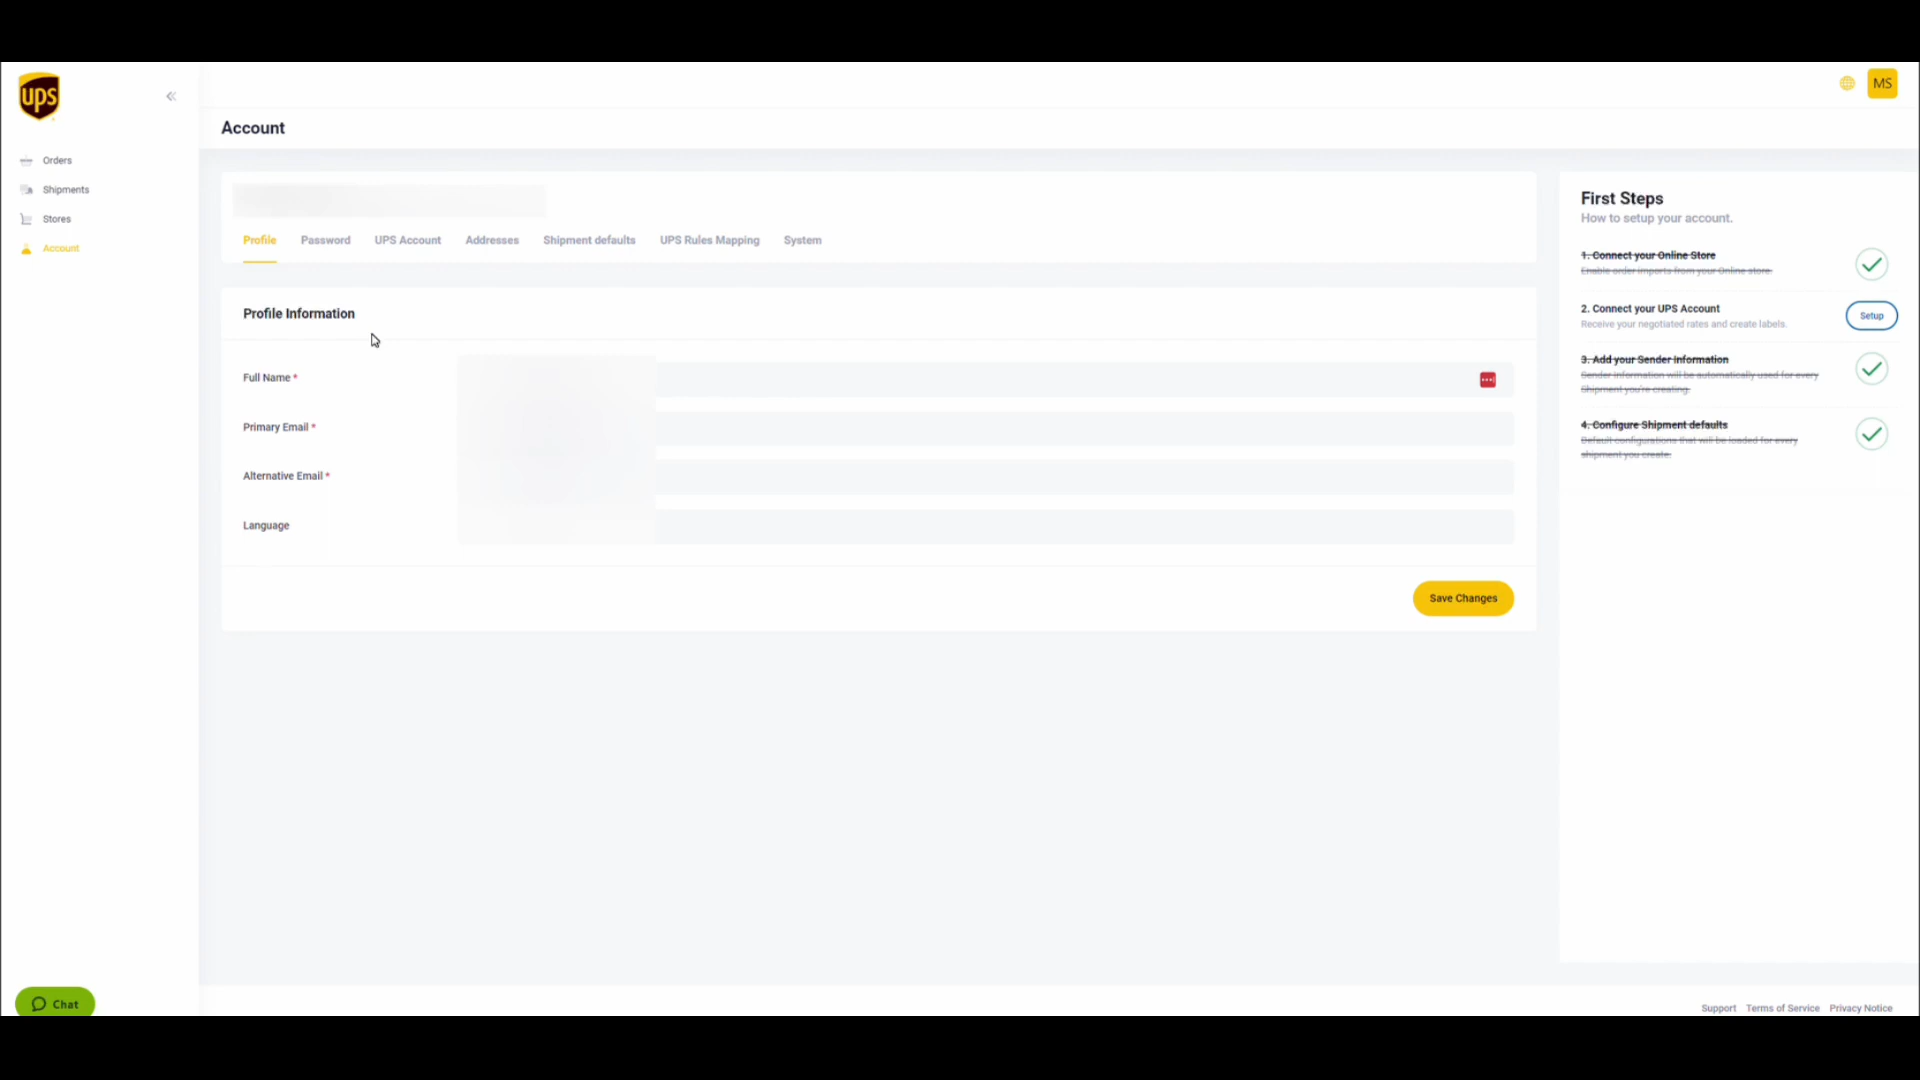 ups
MS
Account
Orders
Shipments
Stores
Account
Profile
Password
UPS Account
Addresses
Shipment defaults
UPS Rules Mapping
System
Profile Information
Full Name *
Primary Email *
Alternative Email *
Language
Save Changes
First Steps
How to setup your account.
1. Connect your Online Store
Enable order imports from your Online store.
2. Connect your UPS Account
Receive your negotiated rates and create labels.
Setup
3. Add your Sender Information
Sender Information will be automatically used for every
Shipment you're creating.
4. Configure Shipment defaults
Default configurations that will be loaded for every
shipment you create.
Chat
Support
Terms of Service
Privacy Notice